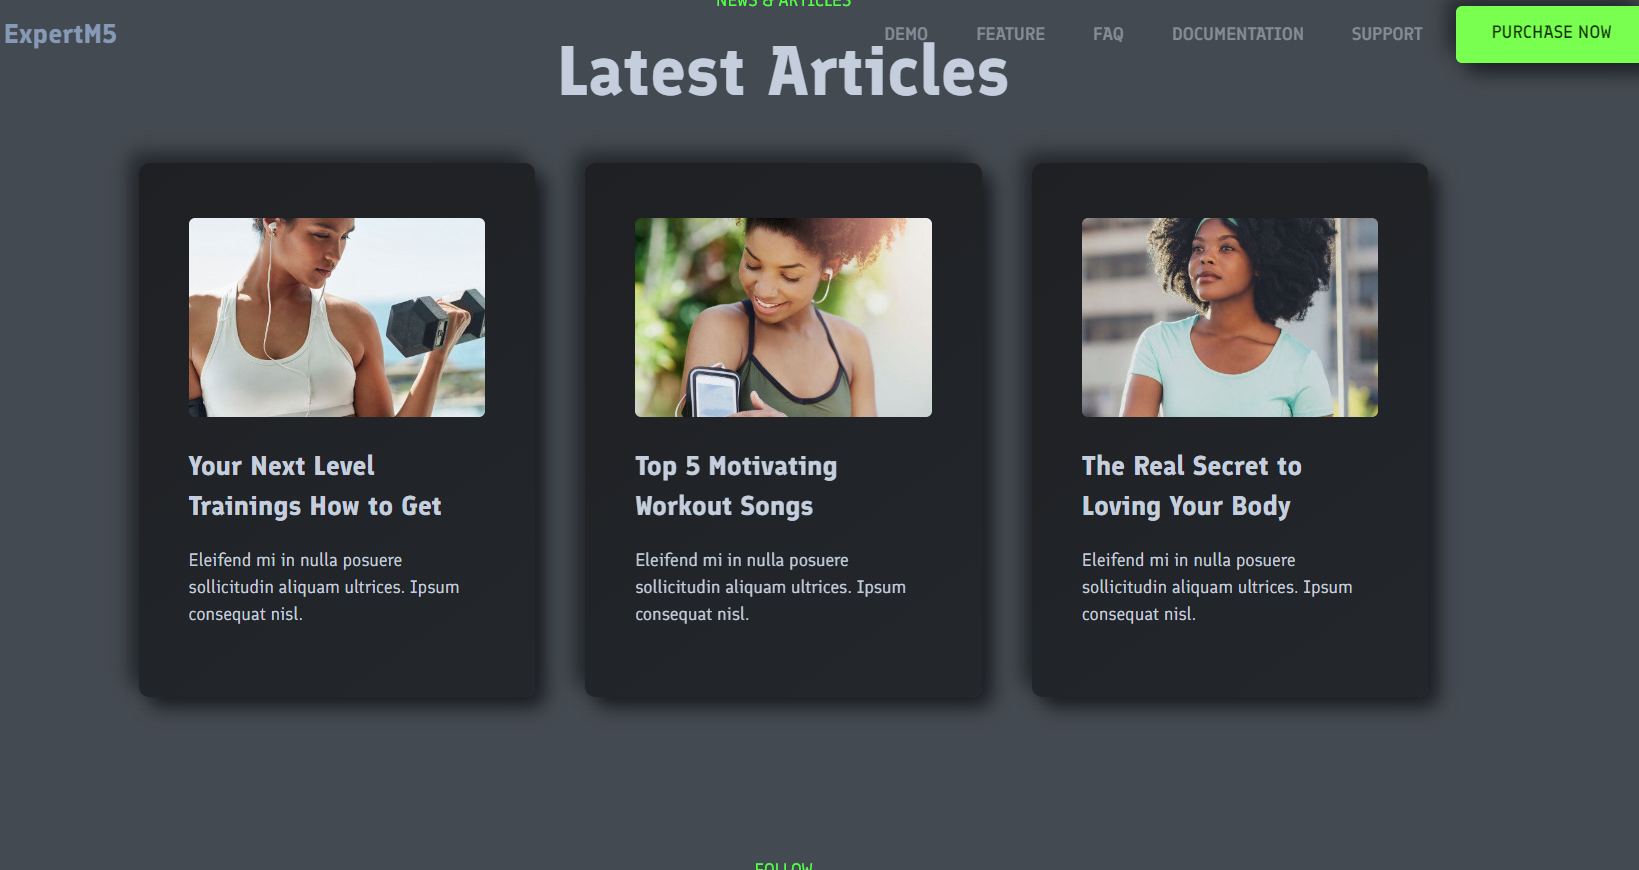 NEWS & ARTICLES
ExpertM5
DEMO FEATURE FAQ DOCUMENTATION SUPPORT PURCHASE NOW
Latest Articles
Your Next Level
Trainings How to Get
Eleifend mi in nulla posuere
sollicitudin aliquam ultrices. Ipsum
consequat nisl.
Top 5 Motivating
Workout Songs
Eleifend mi in nulla posuere
sollicitudin aliquam ultrices. Ipsum
consequat nisl.
The Real Secret to
Loving Your Body
Eleifend mi in nulla posuere
sollicitudin aliquam ultrices. Ipsum
consequat nisl.
FOLLOW